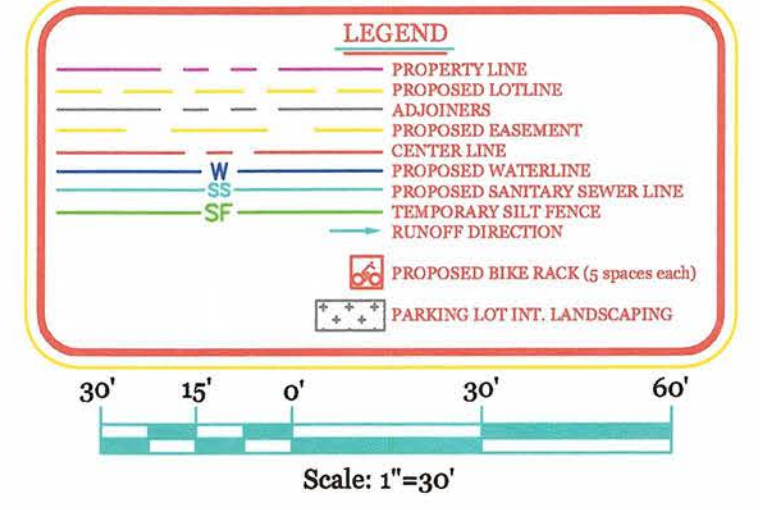 LEGEND
PROPERTY LINE
PROPOSED LOTLINE
ADJOINERS
PROPOSED EASEMENT
CENTER LINE
W PROPOSED WATERLINE
SS PROPOSED SANITARY SEWER LINE
SF TEMPORARY SILT FENCE
RUNOFF DIRECTION
PROPOSED BIKE RACK (5 spaces each)
PARKING LOT INT. LANDSCAPING
30' 15' 0' 30' 60'
Scale: 1"=30'